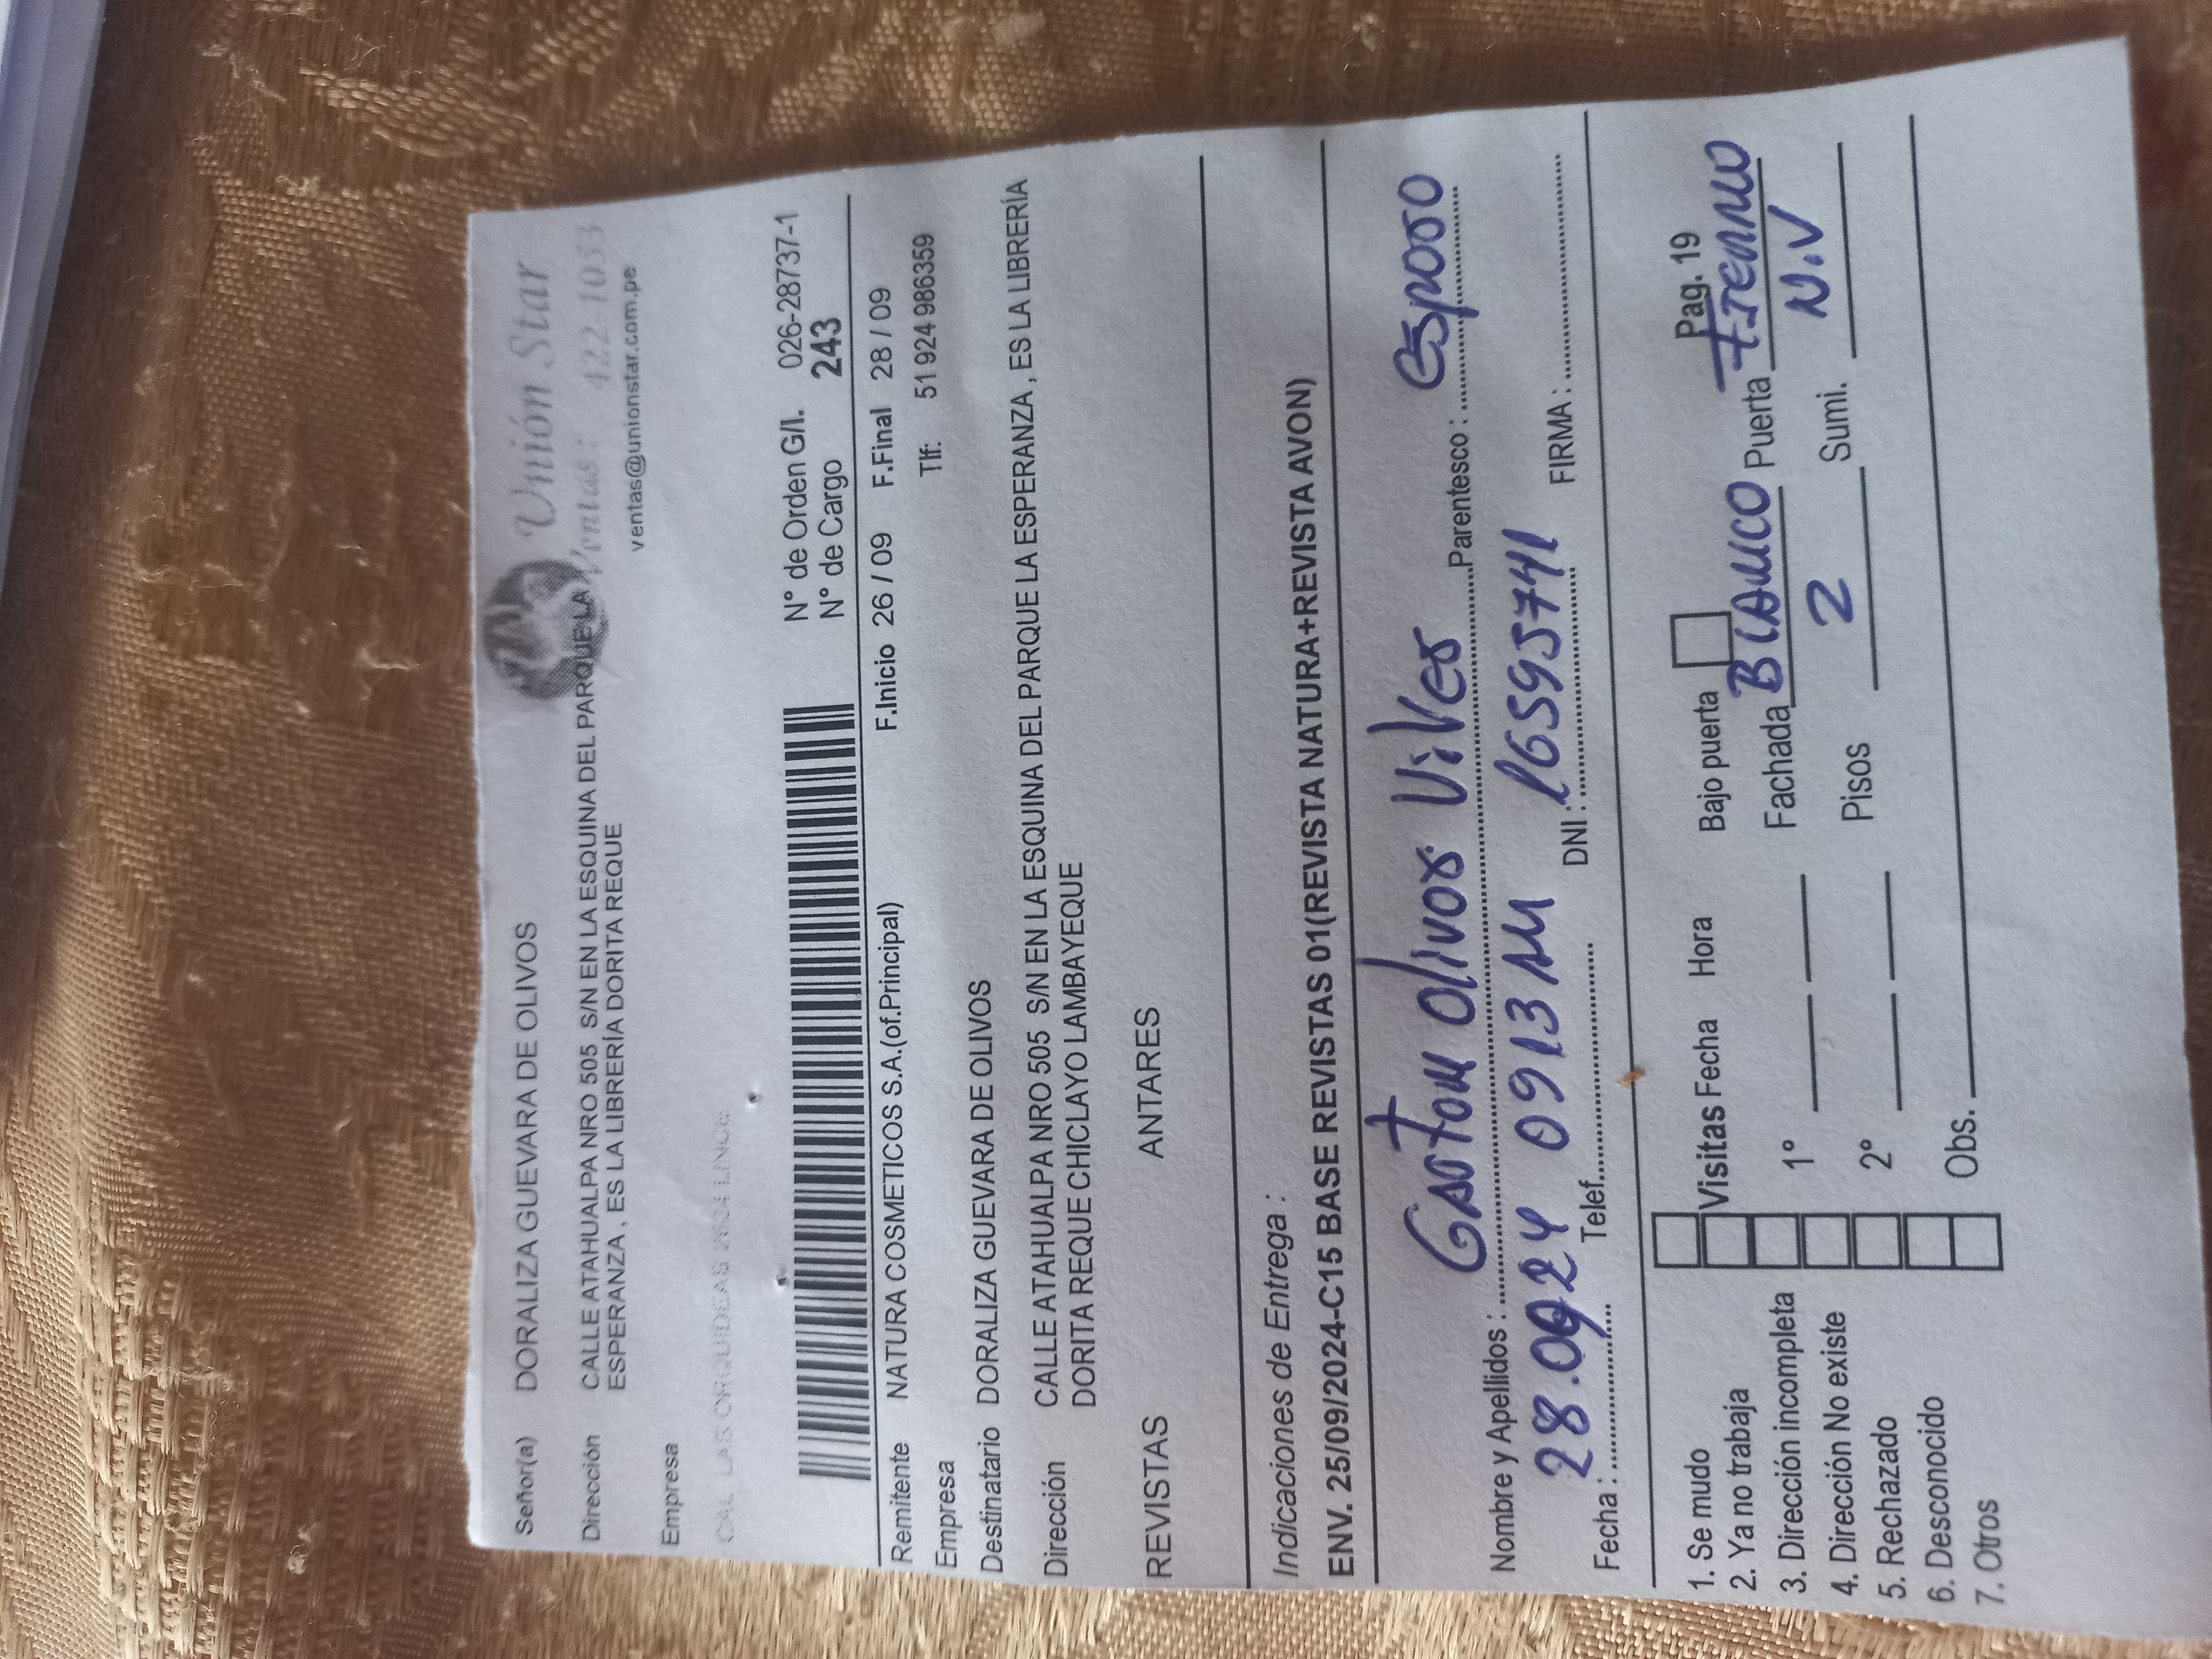 Unión Star
Ventas: 422-1053
ventas@unionstar.com.pe
Señor(a) DORALIZA GUEVARA DE OLIVOS
Dirección CALLE ATAHUALPA NRO 505 S/N EN LA ESQUINA DEL PARQUE LA
ESPERANZA , ES LA LIBRERÍA DORITA REQUE
Empresa
CAL. LAS ORQUIDEAS LINCE
N° de Orden G/I. 026-28737-1
N° de Cargo 243
Remitente NATURA COSMETICOS S.A.(of.Principal) F.Inicio 26 / 09 F.Final 28 / 09
Empresa Tlf: 51 924 986359
Destinatario DORALIZA GUEVARA DE OLIVOS
Dirección CALLE ATAHUALPA NRO 505 S/N EN LA ESQUINA DEL PARQUE LA ESPERANZA , ES LA LIBRERÍA
DORITA REQUE CHICLAYO LAMBAYEQUE
REVISTAS ANTARES
Indicaciones de Entrega :
ENV. 25/09/2024-C15 BASE REVISTAS 01(REVISTA NATURA+REVISTA AVON)
Nombre y Apellidos : Gaston Olivos Vilves Parentesco : esposo
Fecha : 28.09.24 0913 M Telef. DNI : 16595741 FIRMA :
Pag. 19
1. Se mudo Visitas Fecha Hora Bajo puerta
2. Ya no trabaja Fachada Blanco Puerta Fierro
3. Dirección incompleta 1º
4. Dirección No existe Pisos 2 Sumi. N.V
5. Rechazado 2º
6. Desconocido Obs.
7. Otros